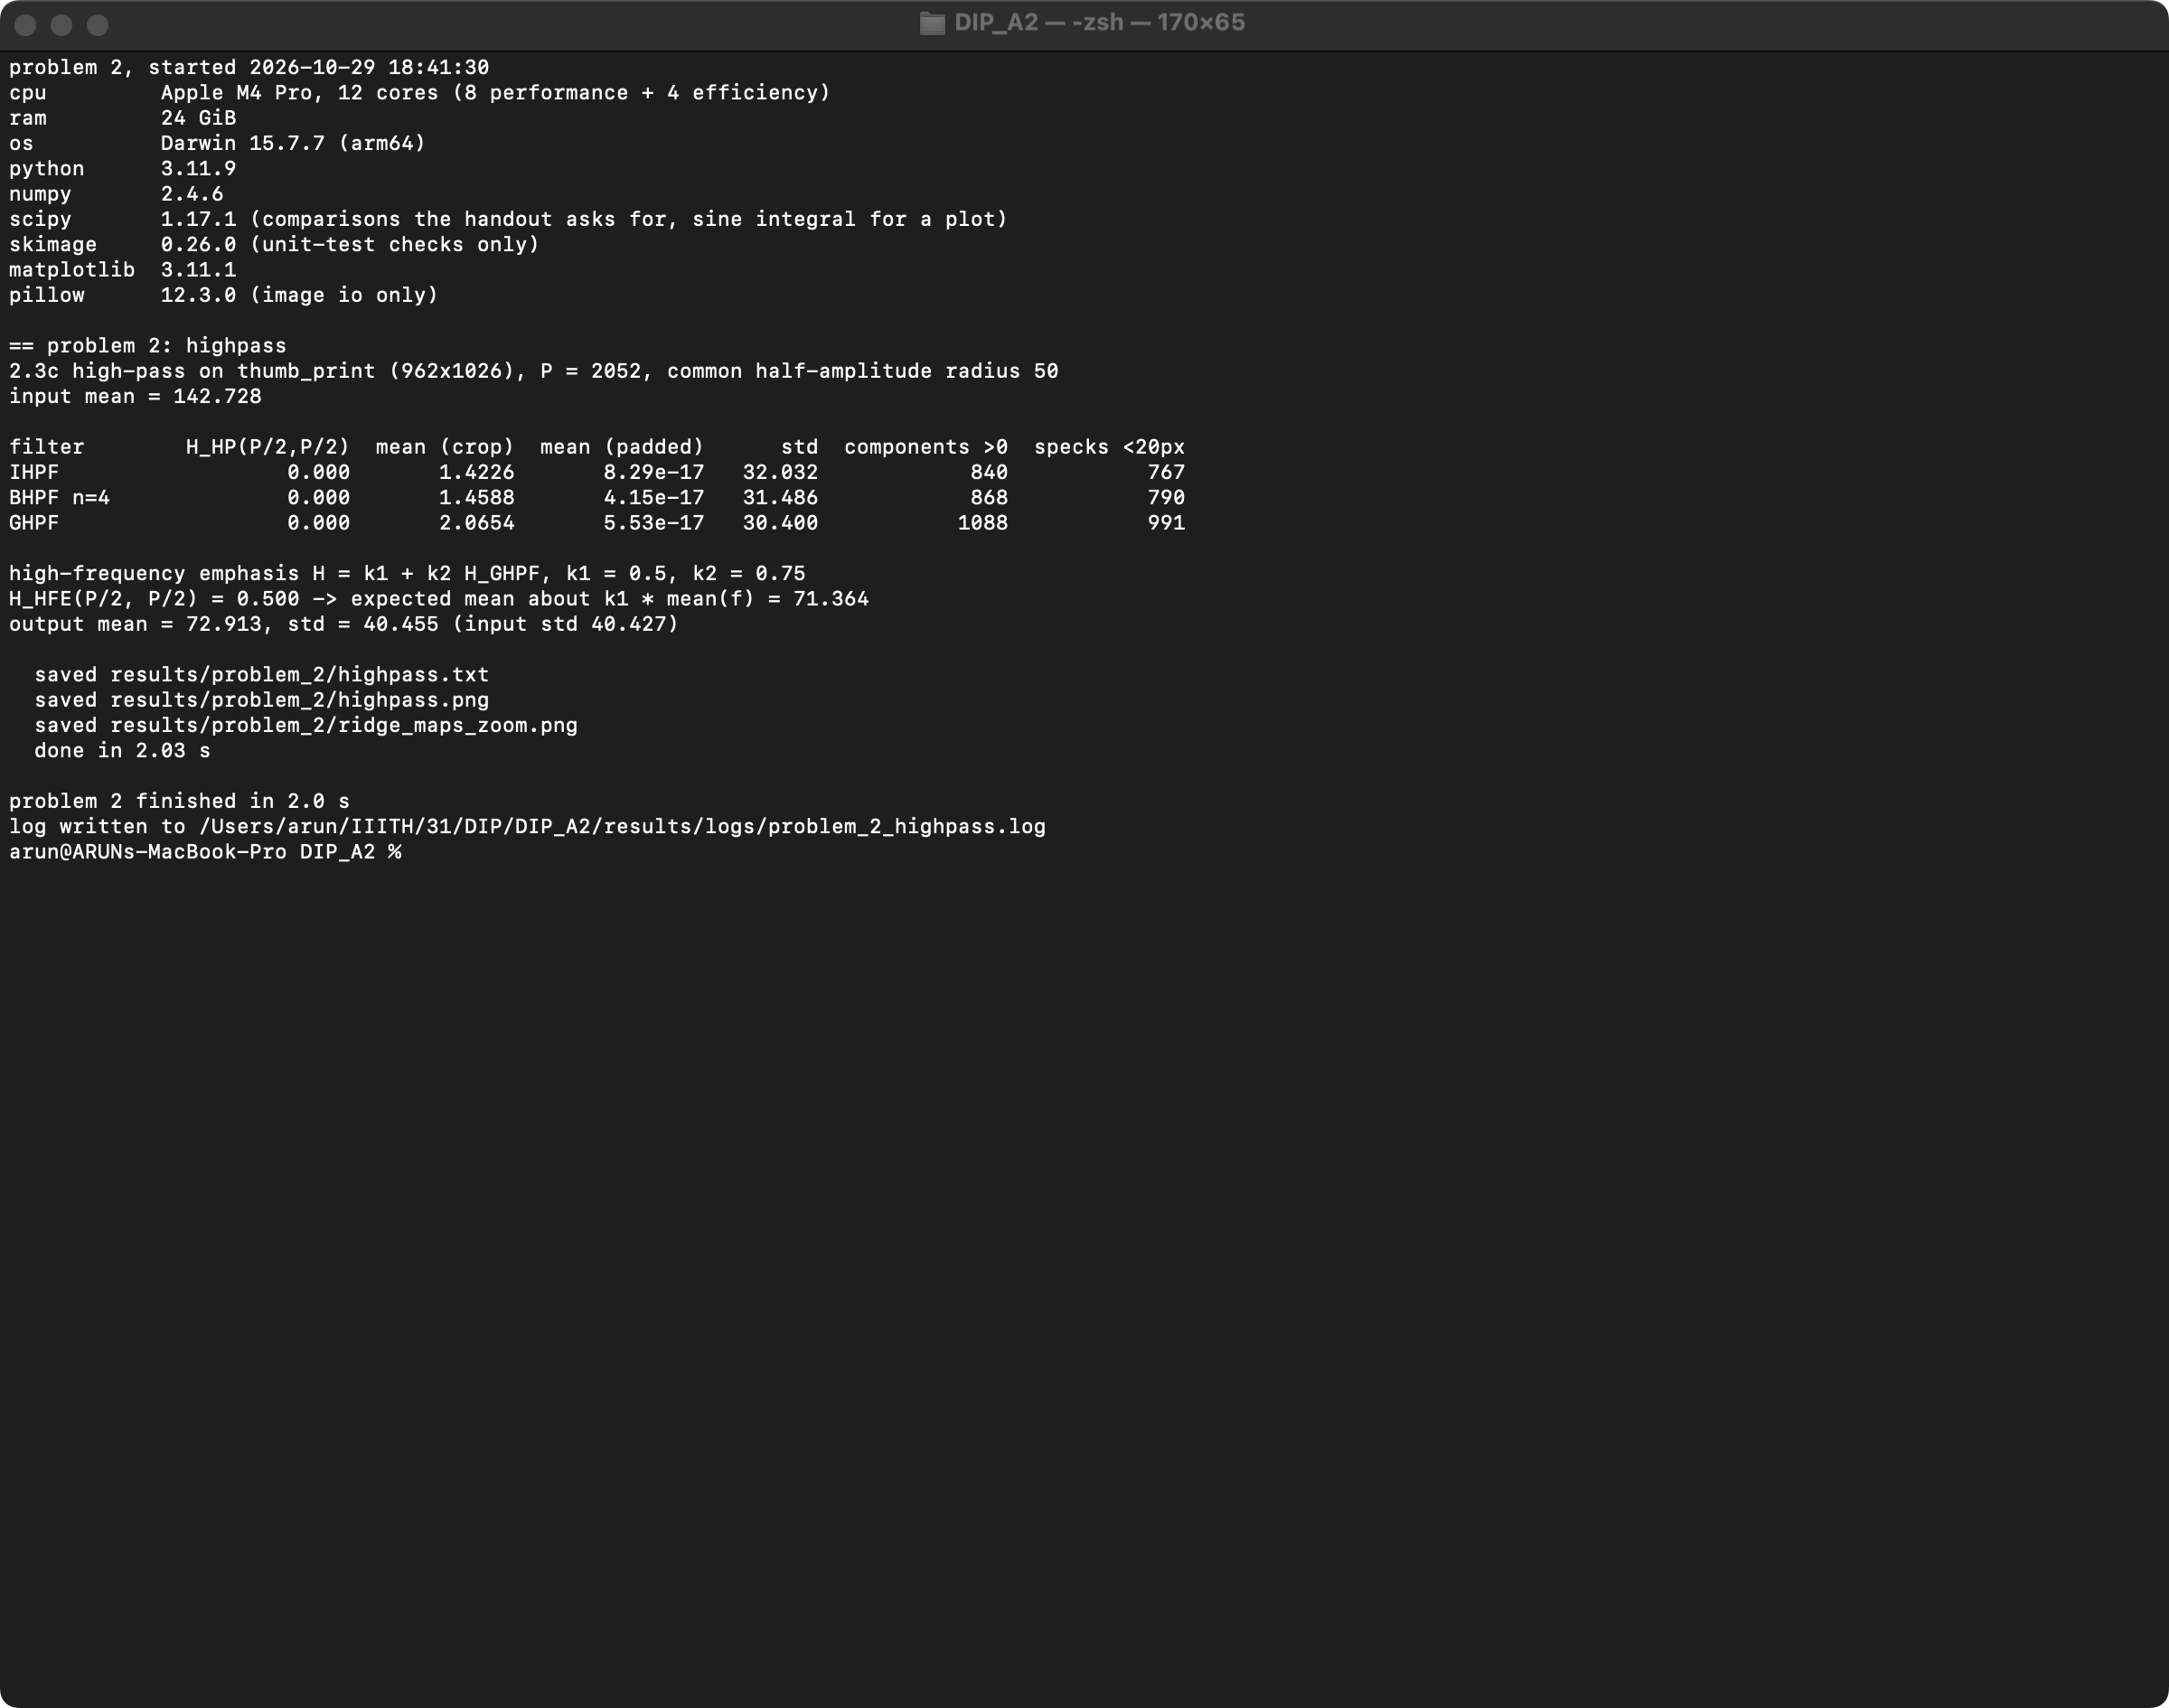 DIP_A2 — -zsh — 170×65
problem 2, started 2026-10-29 18:41:30
cpu         Apple M4 Pro, 12 cores (8 performance + 4 efficiency)
ram         24 GiB
os          Darwin 15.7.7 (arm64)
python      3.11.9
numpy       2.4.6
scipy       1.17.1 (comparisons the handout asks for, sine integral for a plot)
skimage     0.26.0 (unit-test checks only)
matplotlib  3.11.1
pillow      12.3.0 (image io only)
== problem 2: highpass
2.3c high-pass on thumb_print (962x1026), P = 2052, common half-amplitude radius 50
input mean = 142.728
filter        H_HP(P/2,P/2)  mean (crop)  mean (padded)      std  components >0  specks <20px
IHPF                  0.000       1.4226       8.29e-17   32.032            840           767
BHPF n=4              0.000       1.4588       4.15e-17   31.486            868           790
GHPF                  0.000       2.0654       5.53e-17   30.400           1088           991
high-frequency emphasis H = k1 + k2 H_GHPF, k1 = 0.5, k2 = 0.75
H_HFE(P/2, P/2) = 0.500 -> expected mean about k1 * mean(f) = 71.364
output mean = 72.913, std = 40.455 (input std 40.427)
  saved results/problem_2/highpass.txt
  saved results/problem_2/highpass.png
  saved results/problem_2/ridge_maps_zoom.png
  done in 2.03 s
problem 2 finished in 2.0 s
log written to /Users/arun/IIITH/31/DIP/DIP_A2/results/logs/problem_2_highpass.log
arun@ARUNs-MacBook-Pro DIP_A2 %